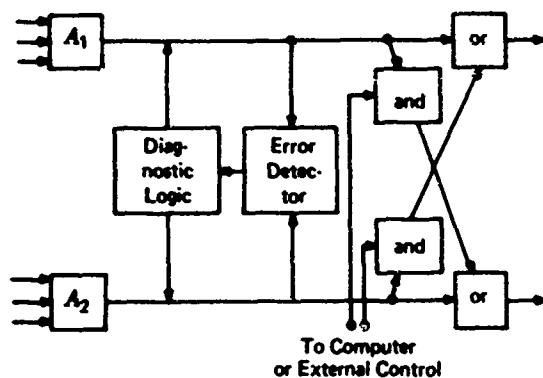 A₁
or
and
Diag-
nostic
Logic
Error
Detec-
tor
and
A₂
or
To Computer
or External Control